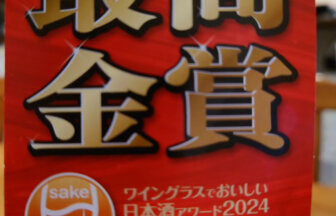 最高
金賞
sake
ワイングラスでおいしい
日本酒アワード2024